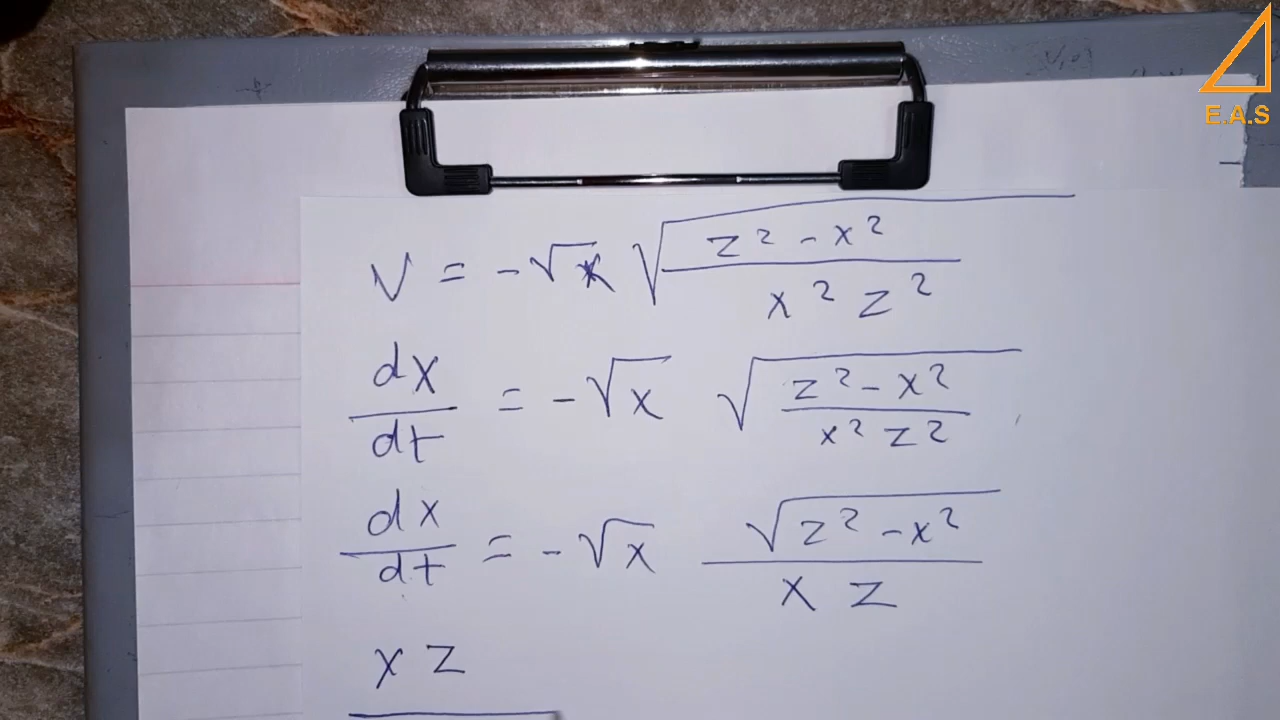 E.A.S
V = -√x √((z² - x²)/(x² z²))
dx/dt = -√x √((z² - x²)/(x² z²))
dx/dt = -√x √(z² - x²)/(x z)
x z